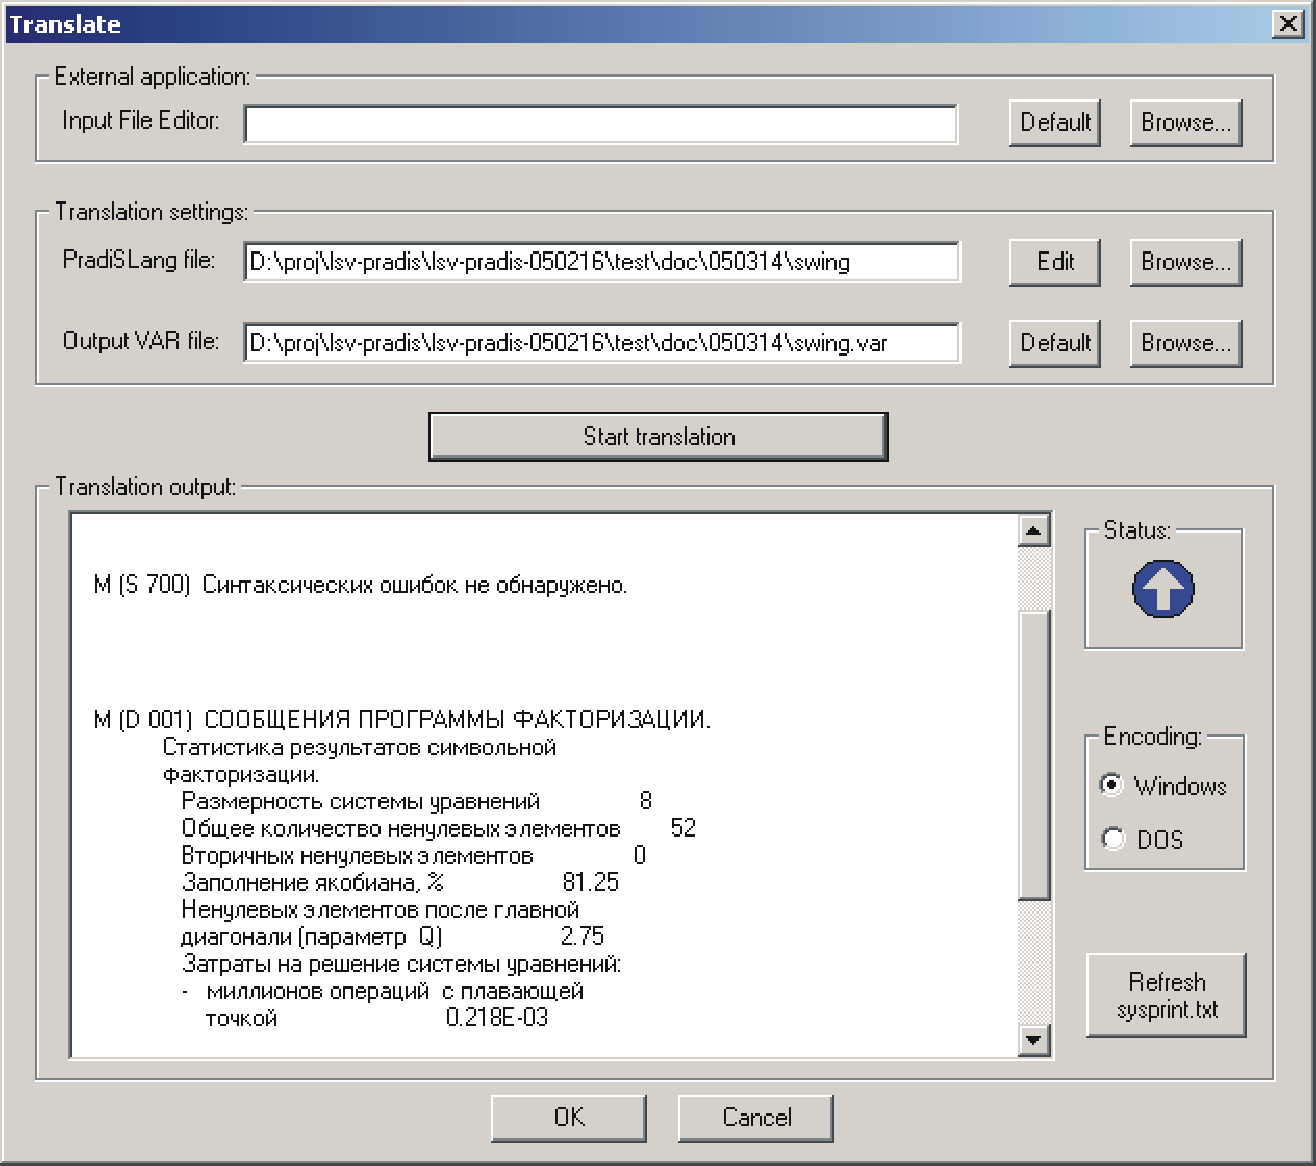 Translate
External application:
Input File Editor:
Default
Browse...
Translation settings:
PradiSLang file:
D:\proj\lsv-pradis\lsv-pradis-050216\test\doc\050314\swing
Edit
Browse...
Output VAR file:
D:\proj\lsv-pradis\lsv-pradis-050216\test\doc\050314\swing.var
Default
Browse...
Start translation
Translation output:
M (S 700) Синтаксических ошибок не обнаружено.
M (D 001) СООБЩЕНИЯ ПРОГРАММЫ ФАКТОРИЗАЦИИ.
Статистика результатов символьной
факторизации.
Размерность системы уравнений 8
Общее количество ненулевых элементов 52
Вторичных ненулевых элементов 0
Заполнение якобиана, % 81.25
Ненулевых элементов после главной
диагонали (параметр Q) 2.75
Затраты на решение системы уравнений:
- миллионов операций с плавающей
точкой 0.218E-03
Status:
Encoding:
Windows
DOS
Refresh
sysprint.txt
OK
Cancel